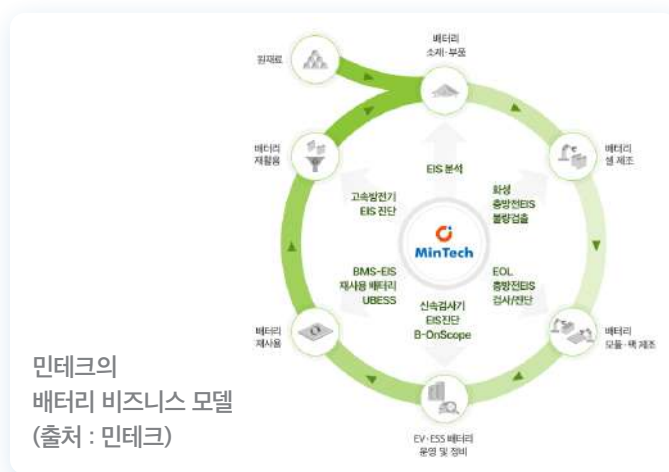 배터리
소재·부품
원재료
배터리
재활용
배터리
셀 제조
EIS 분석
고속방전기
EIS 진단
화성
충방전EIS
불량검출
MinTech
BMS-EIS
재사용 배터리
UBESS
EOL
충방전EIS
검사/진단
신속검사기
EIS진단
B-OnScope
배터리
재사용
배터리
모듈·팩 제조
EV·ESS 배터리
운영 및 정비
민테크의
배터리 비즈니스 모델
(출처 : 민테크)